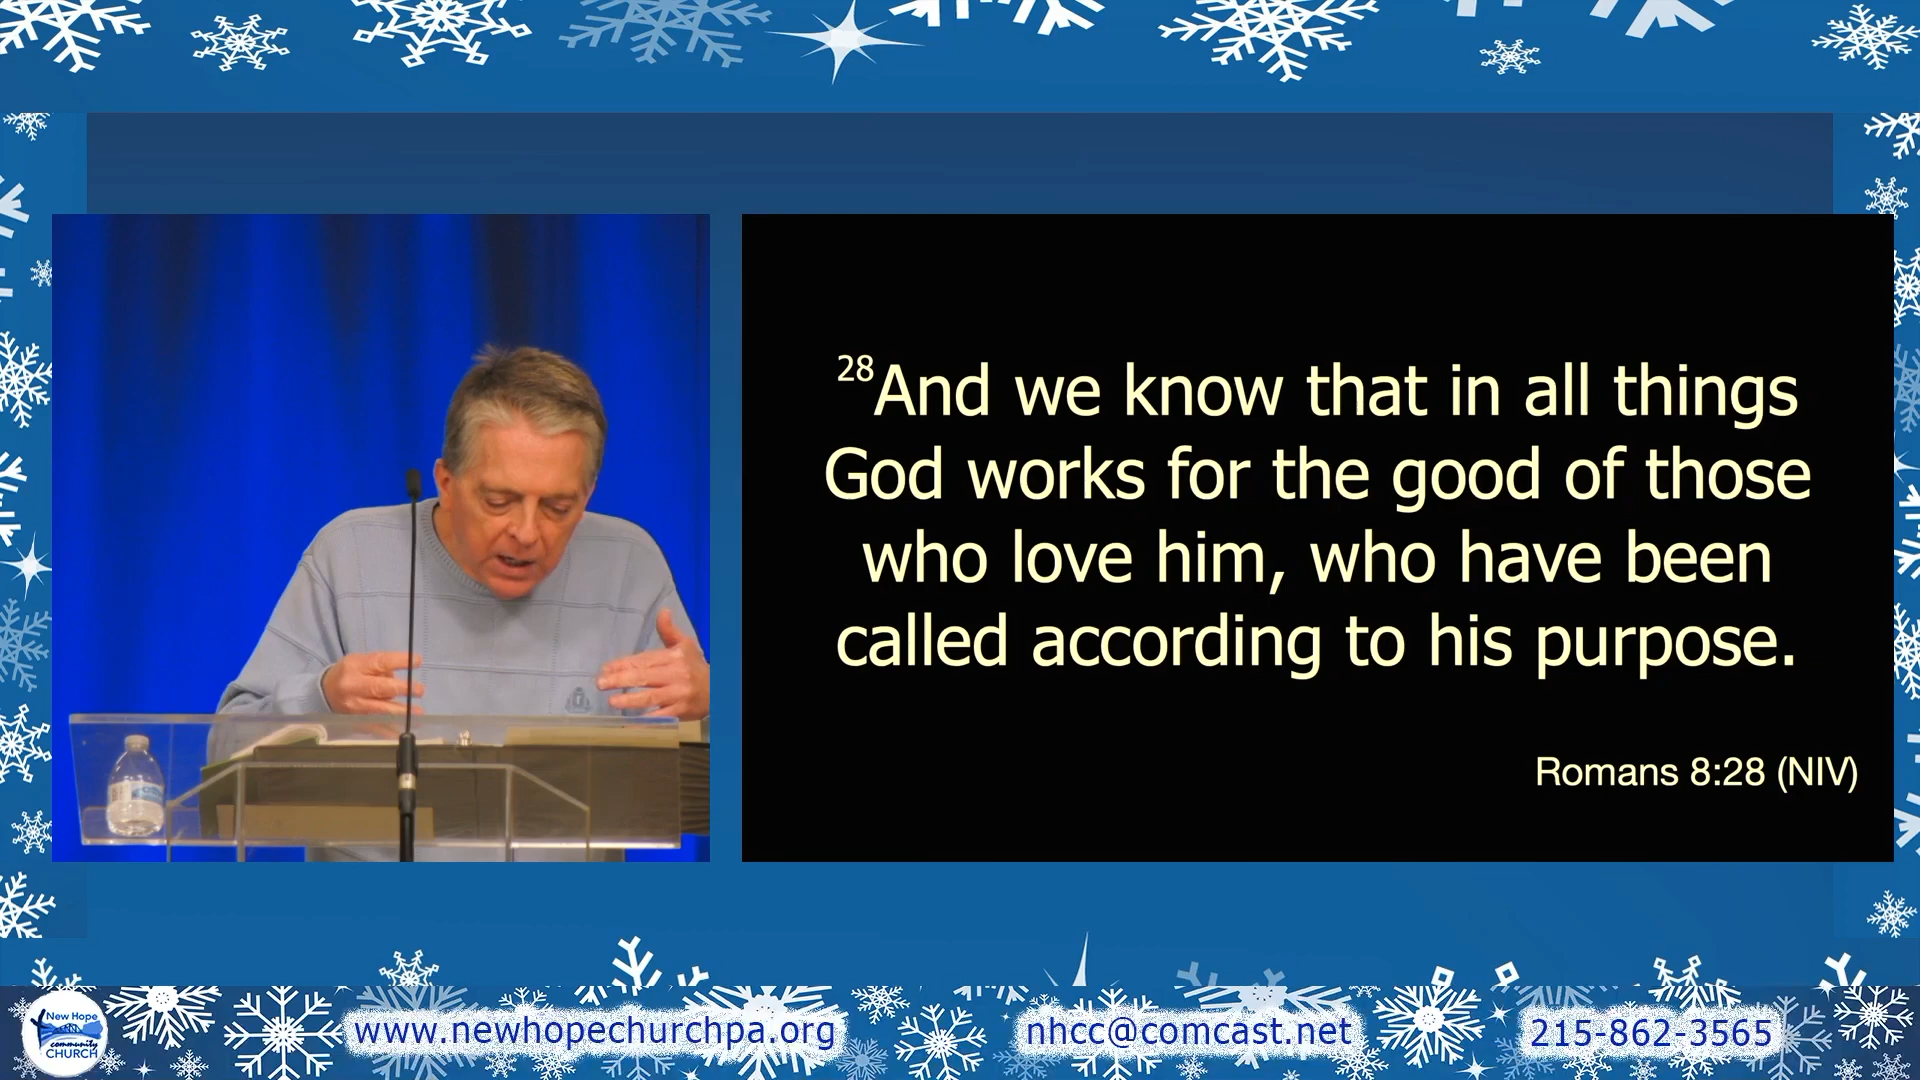 28And we know that in all things
God works for the good of those
who love him, who have been
called according to his purpose.
Romans 8:28 (NIV)
New Hope
community
CHURCH
www.newhopechurchpa.org
nhcc@comcast.net
215-862-3565